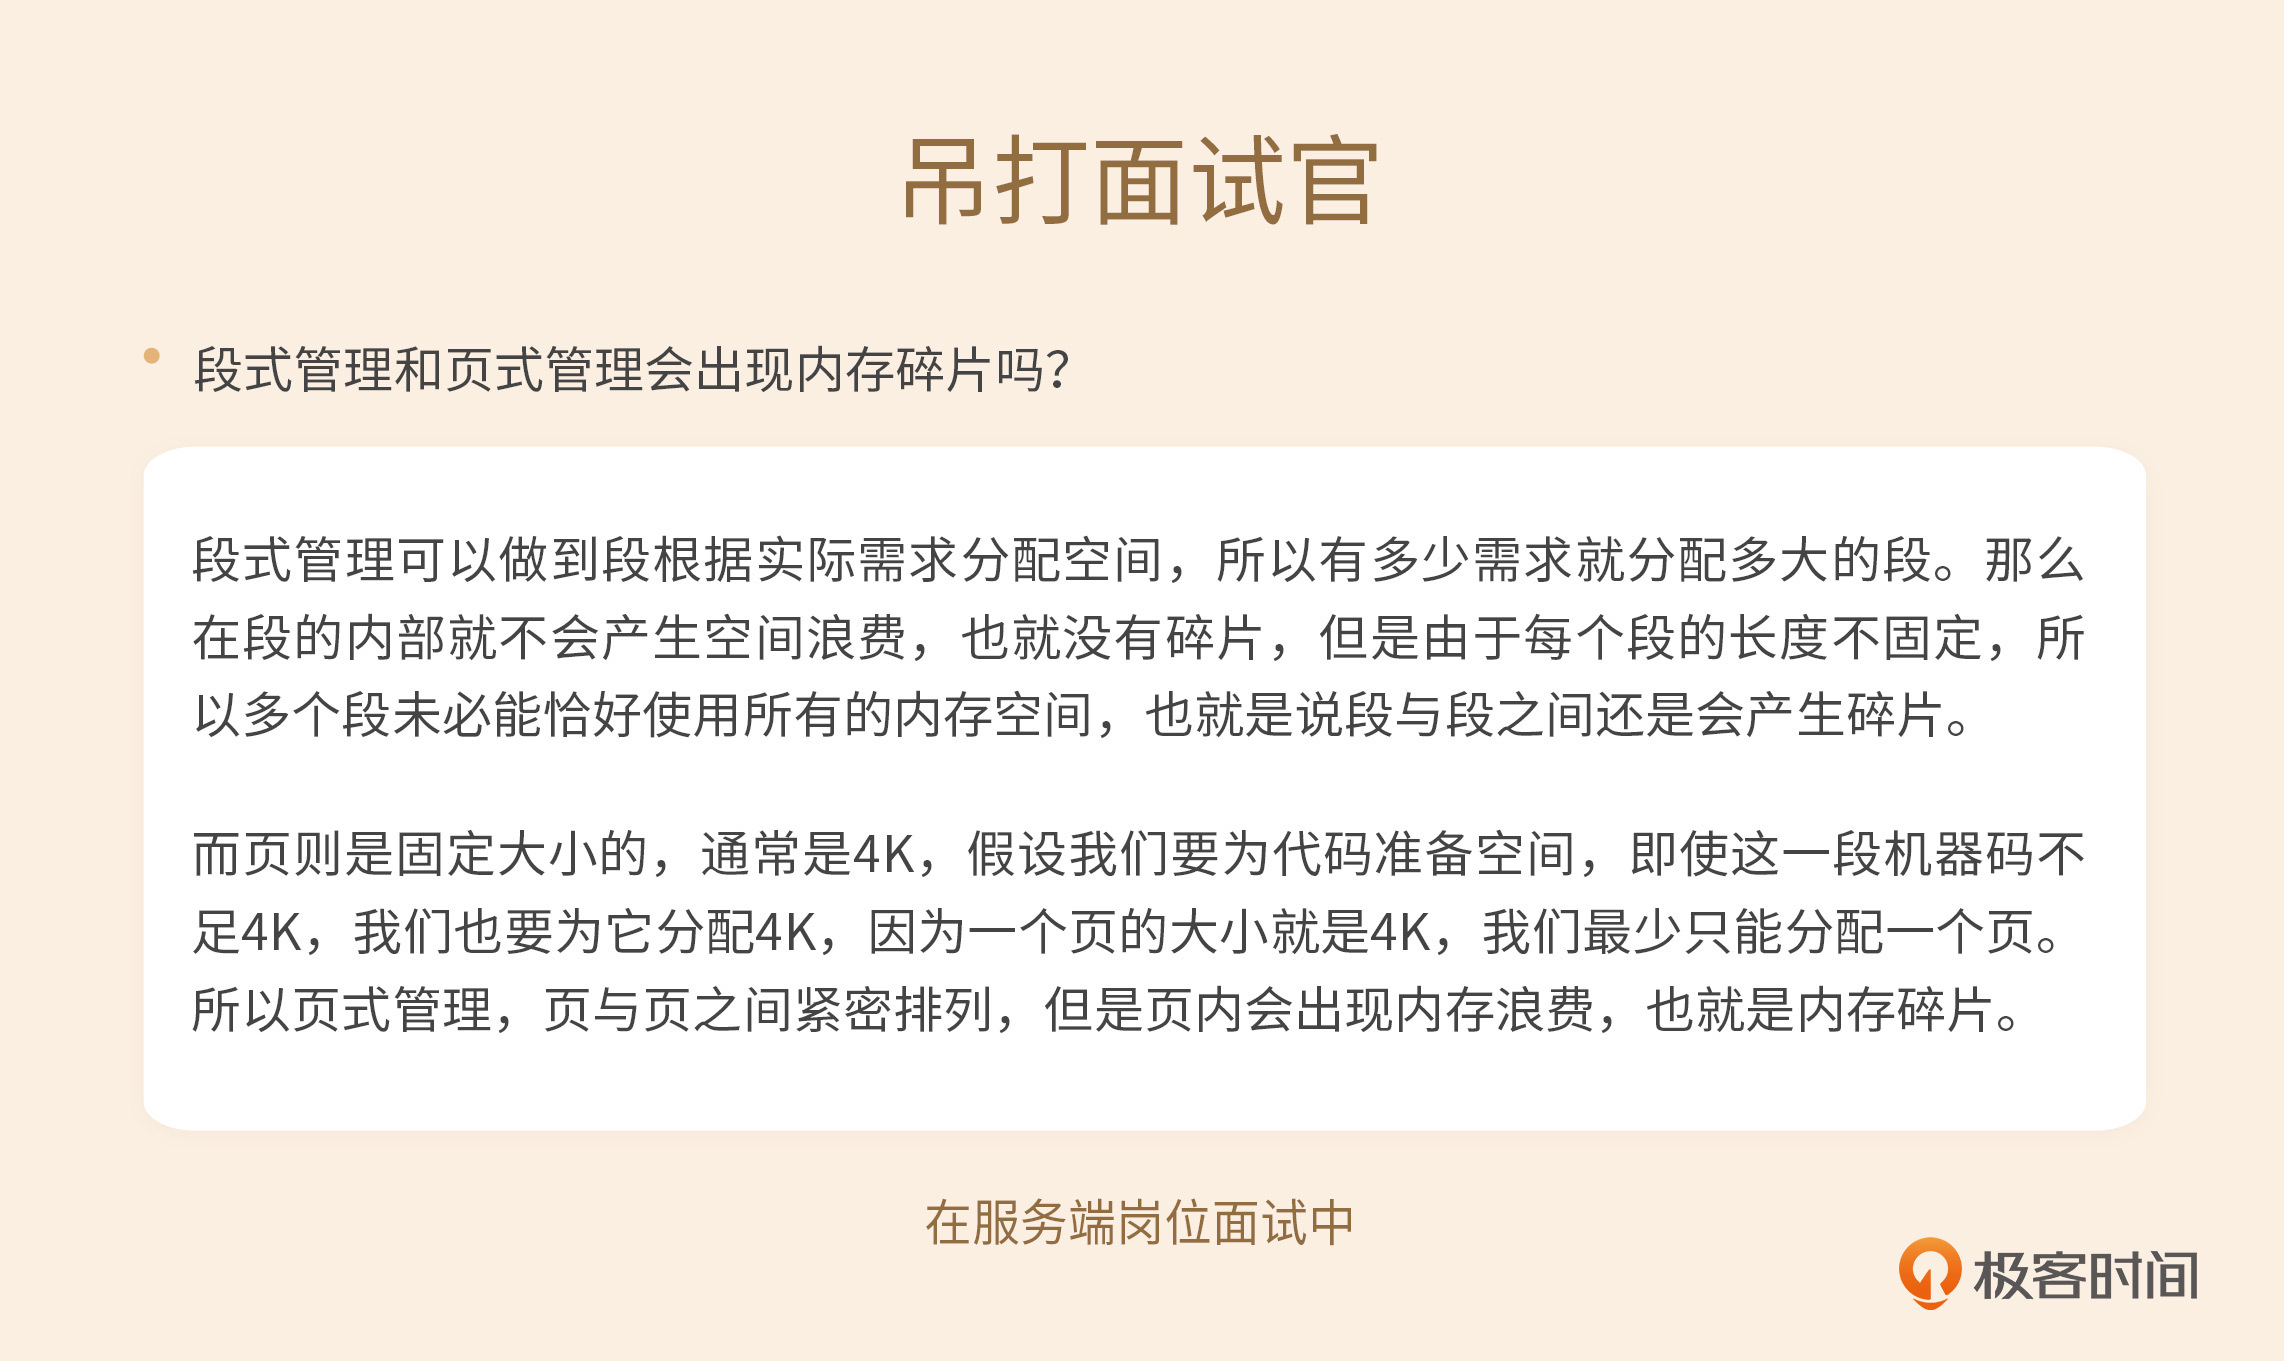 吊打面试官
段式管理和页式管理会出现内存碎片吗？
段式管理可以做到段根据实际需求分配空间，所以有多少需求就分配多大的段。那么
在段的内部就不会产生空间浪费，也就没有碎片，但是由于每个段的长度不固定，所
以多个段未必能恰好使用所有的内存空间，也就是说段与段之间还是会产生碎片。
而页则是固定大小的，通常是4K，假设我们要为代码准备空间，即使这一段机器码不
足4K，我们也要为它分配4K，因为一个页的大小就是4K，我们最少只能分配一个页。
所以页式管理，页与页之间紧密排列，但是页内会出现内存浪费，也就是内存碎片。
在服务端岗位面试中
极客时间